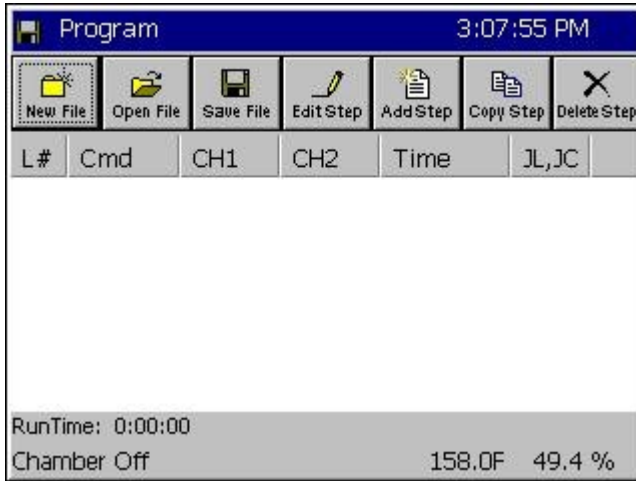 Program 3:07:55 PM
New File Open File Save File Edit Step Add Step Copy Step Delete Step
L# Cmd CH1 CH2 Time JL,JC
RunTime: 0:00:00
Chamber Off 158.0F 49.4 %